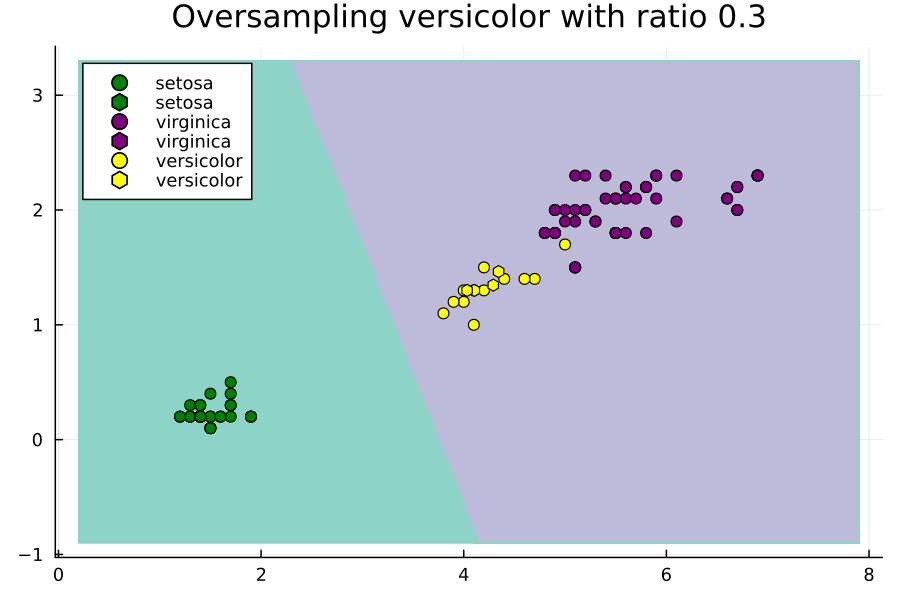 Oversampling versicolor with ratio 0.3
3
2
1
0
−1
setosa
setosa
virginica
virginica
versicolor
versicolor
0 2 4 6 8